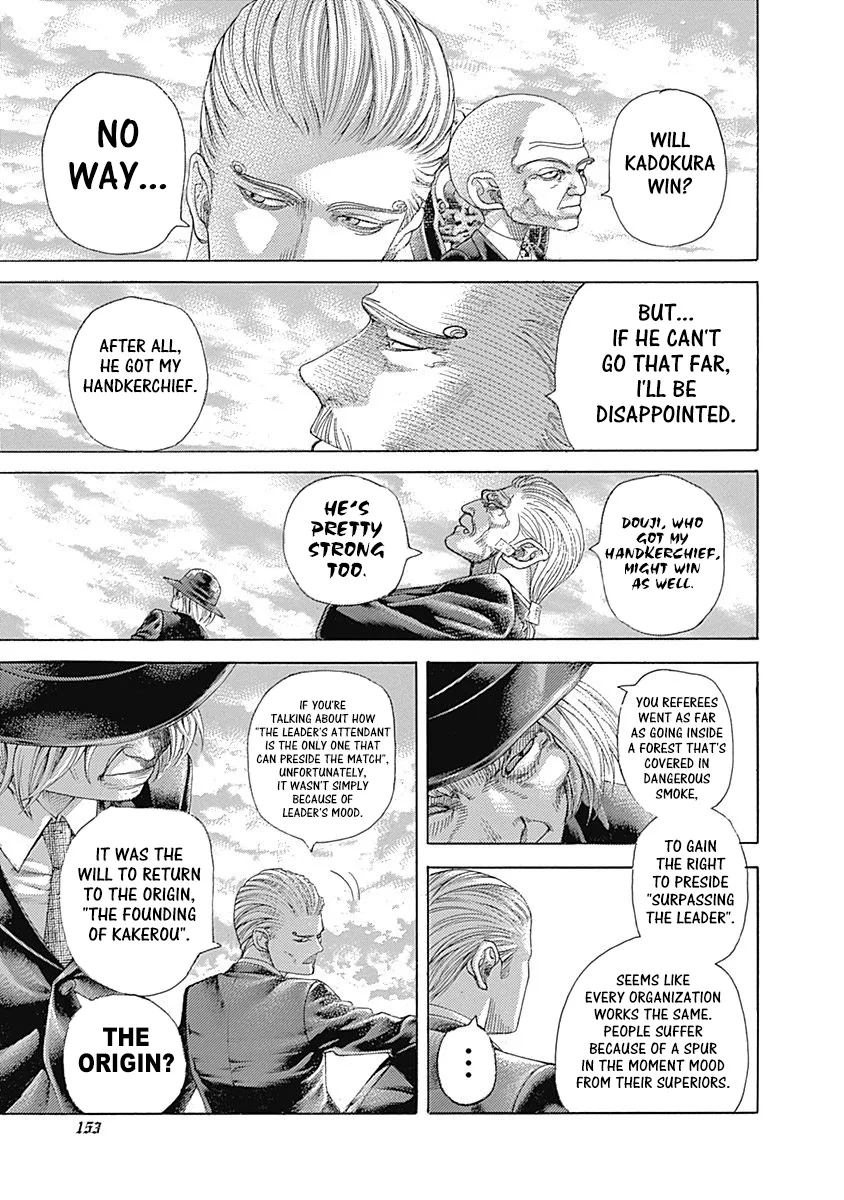 WILL
KADOKURA
WIN?
NO
WAY...
BUT...
IF HE CAN'T
GO THAT FAR,
I'LL BE
DISAPPOINTED.
AFTER ALL,
HE GOT MY
HANDKERCHIEF.
DOUJI, WHO
GOT MY
HANDKERCHIEF,
MIGHT WIN
AS WELL.
HE'S
PRETTY
STRONG
TOO.
YOU REFEREES
WENT AS FAR
AS GOING INSIDE
A FOREST THAT'S
COVERED IN
DANGEROUS
SMOKE,
TO GAIN
THE RIGHT
TO PRESIDE
"SURPASSING
THE LEADER".
SEEMS LIKE
EVERY ORGANIZATION
WORKS THE SAME.
PEOPLE SUFFER
BECAUSE OF A SPUR
IN THE MOMENT MOOD
FROM THEIR SUPERIORS.
...
IF YOU'RE
TALKING ABOUT HOW
"THE LEADER'S ATTENDANT
IS THE ONLY ONE THAT
CAN PRESIDE THE MATCH",
UNFORTUNATELY,
IT WASN'T SIMPLY
BECAUSE OF
LEADER'S MOOD.
IT WAS THE
WILL TO RETURN
TO THE ORIGIN,
"THE FOUNDING
OF KAKEROU".
THE
ORIGIN?
153